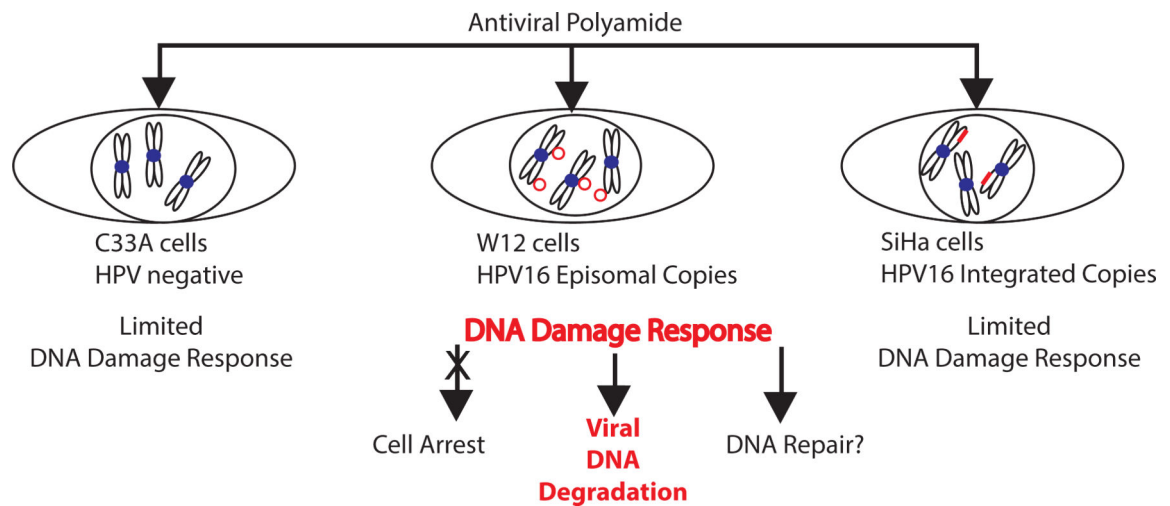 Antiviral Polyamide
C33A cells
HPV negative
Limited
DNA Damage Response
W12 cells
HPV16 Episomal Copies
DNA Damage Response
X
Cell Arrest
Viral
DNA
Degradation
DNA Repair?
SiHa cells
HPV16 Integrated Copies
Limited
DNA Damage Response